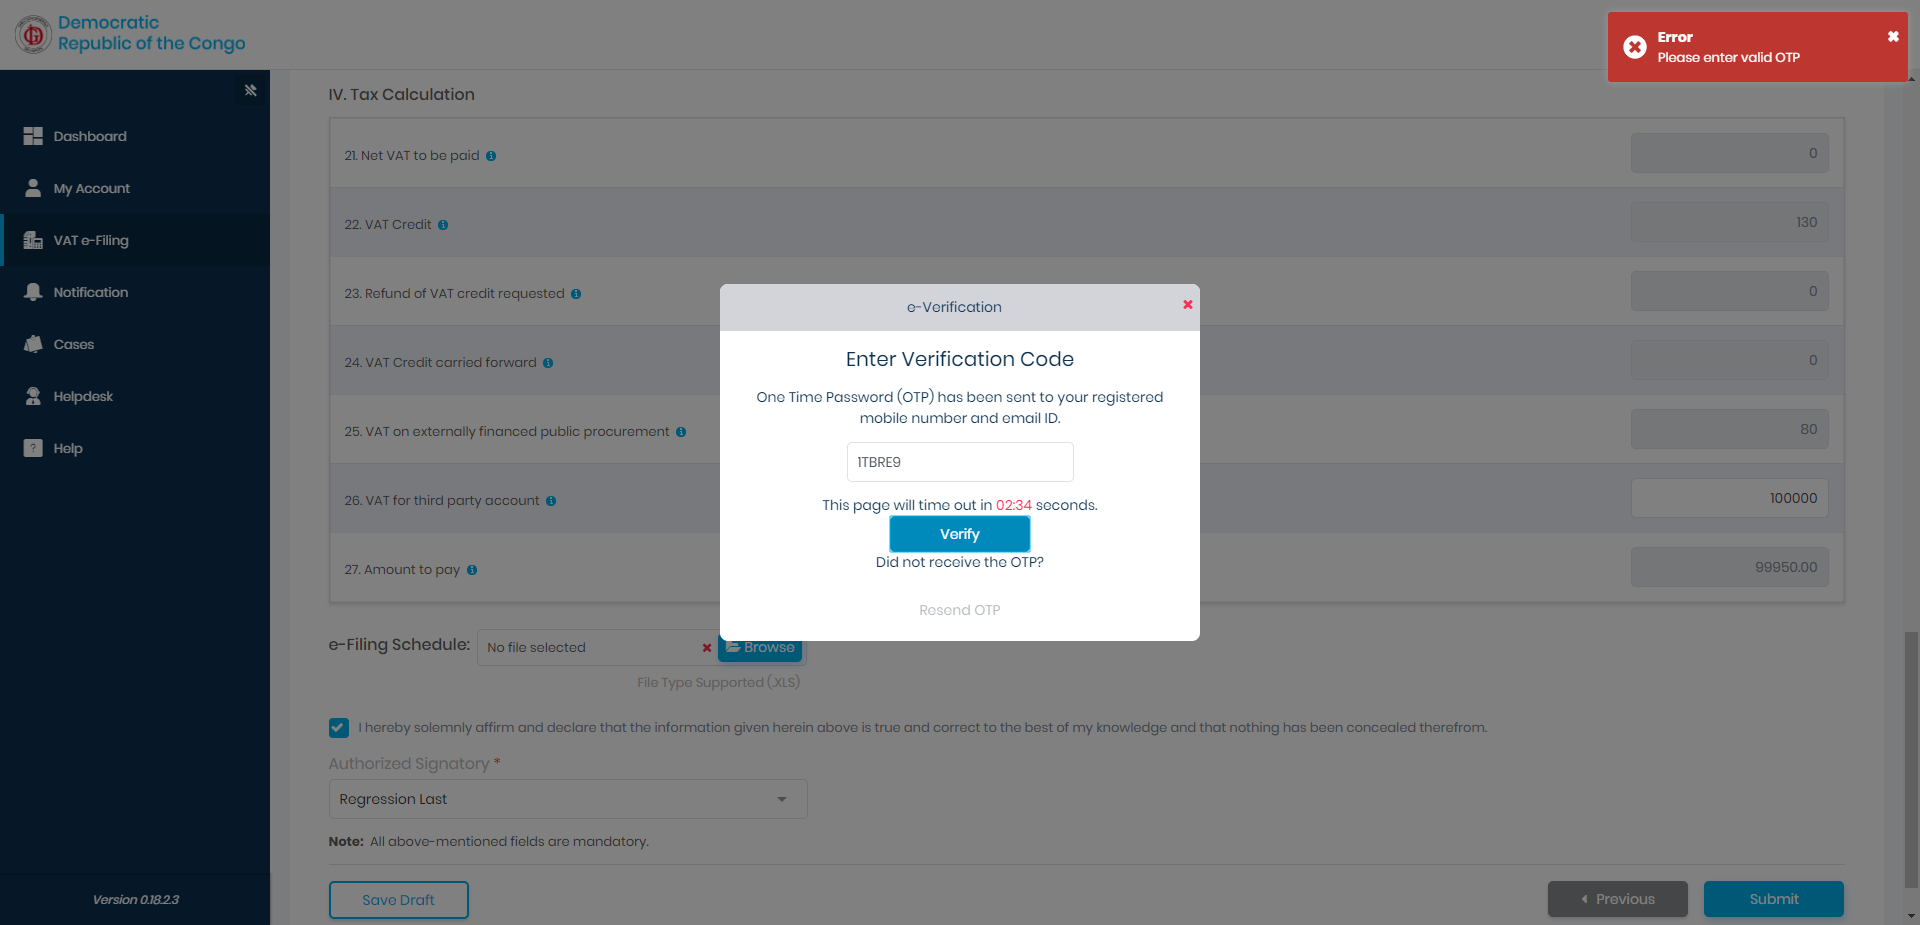 Democratic
Republic of the Congo
Error
Please enter valid OTP
Dashboard
My Account
VAT e-Filing
Notification
Cases
Helpdesk
Help
Version 0.18.2.3
IV. Tax Calculation
21. Net VAT to be paid 0
22. VAT Credit 130
23. Refund of VAT credit requested 0
24. VAT Credit carried forward 0
25. VAT on externally financed public procurement 80
26. VAT for third party account 100000
27. Amount to pay 99950.00
e-Verification
Enter Verification Code
One Time Password (OTP) has been sent to your registered
mobile number and email ID.
1TBRE9
This page will time out in 02:34 seconds.
Verify
Did not receive the OTP?
Resend OTP
e-Filing Schedule: No file selected Browse
File Type Supported (.XLS)
I hereby solemnly affirm and declare that the information given herein above is true and correct to the best of my knowledge and that nothing has been concealed therefrom.
Authorized Signatory *
Regression Last
Note: All above-mentioned fields are mandatory.
Save Draft
Previous
Submit